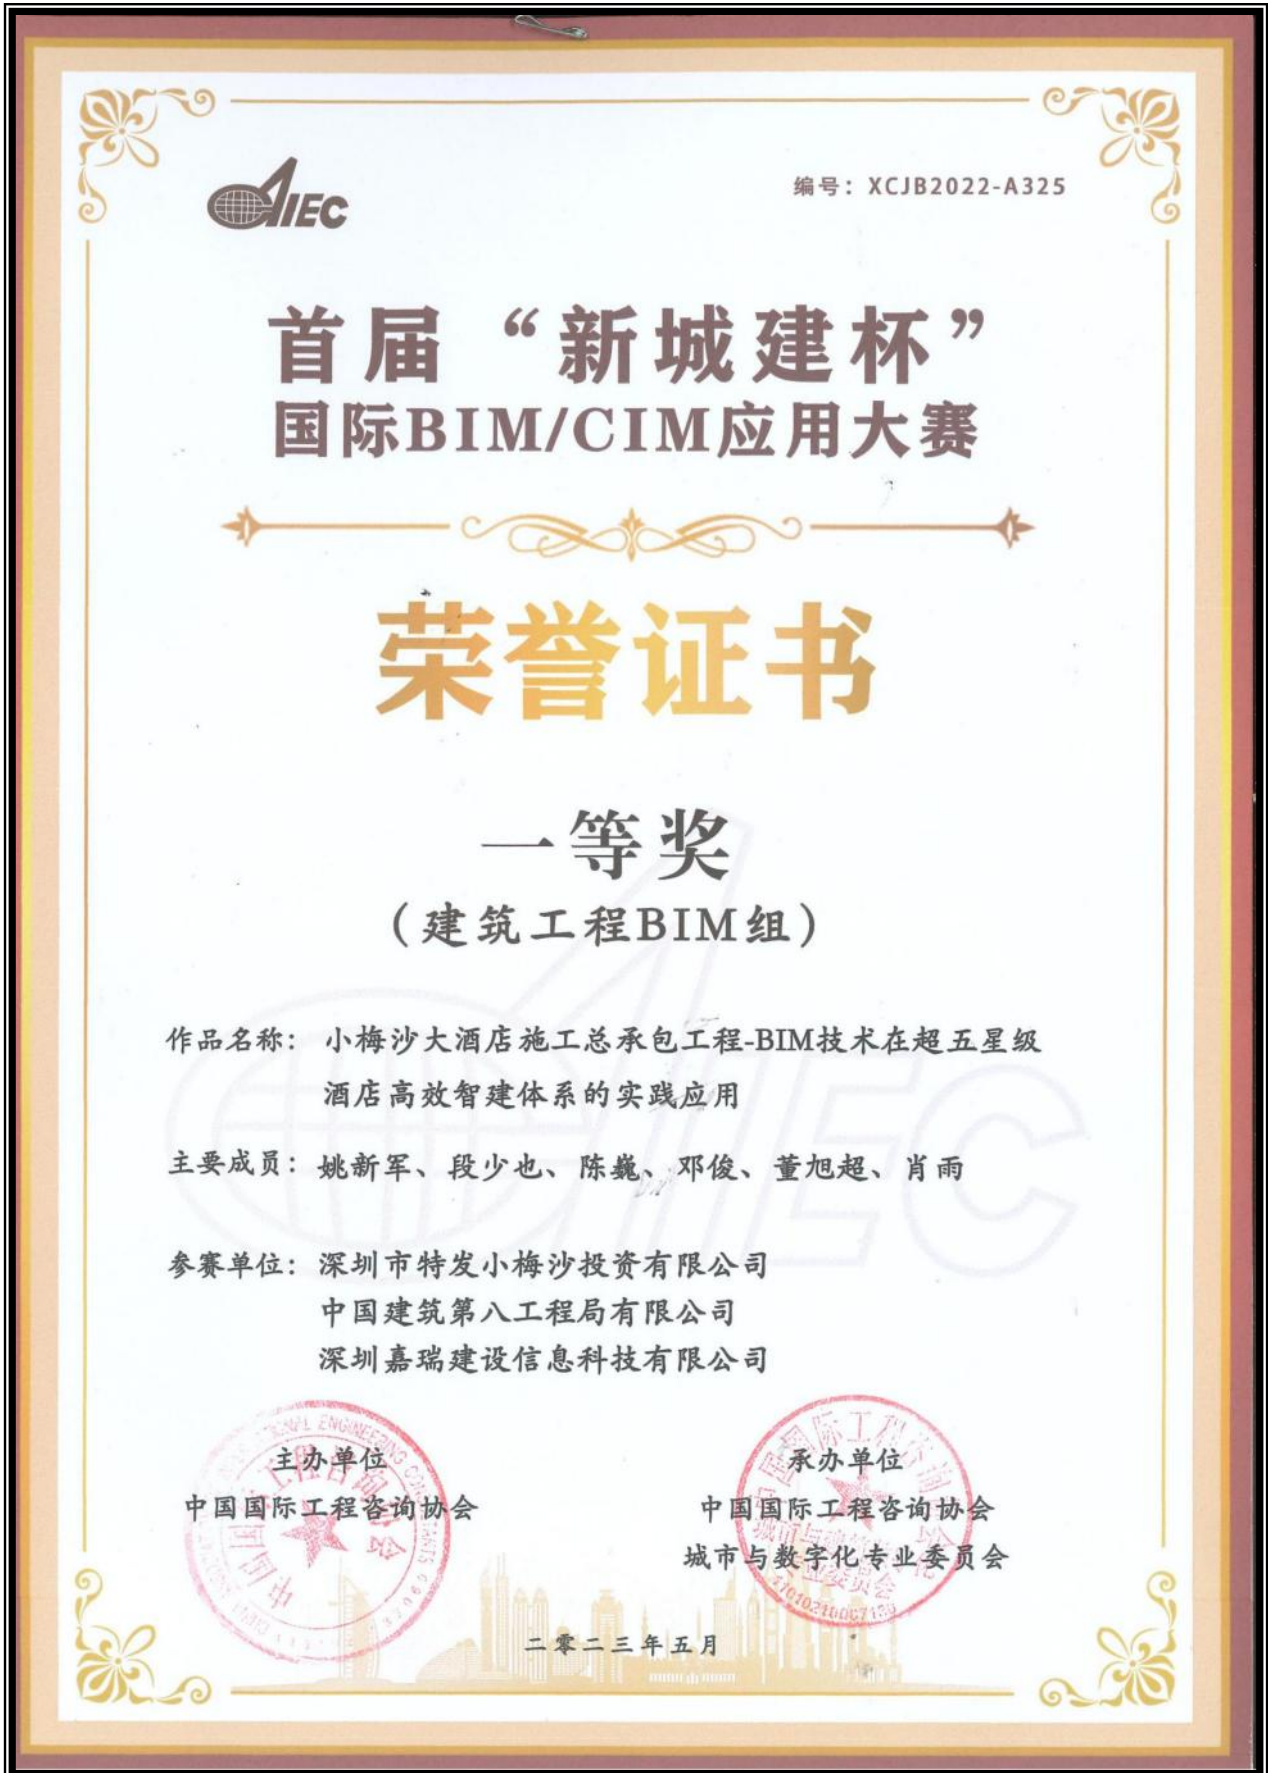 CAIEC
编号：XCJB2022-A325
首届“新城建杯”
国际BIM/CIM应用大赛
荣誉证书
一等奖
（建筑工程BIM组）
作品名称：小梅沙大酒店施工总承包工程-BIM技术在超五星级
酒店高效智建体系的实践应用
主要成员：姚新军、段少也、陈巍、邓俊、董旭超、肖雨
参赛单位：深圳市特发小梅沙投资有限公司
中国建筑第八工程局有限公司
深圳嘉瑞建设信息科技有限公司
主办单位
中国国际工程咨询协会
承办单位
中国国际工程咨询协会
城市与数字化专业委员会
二零二三年五月